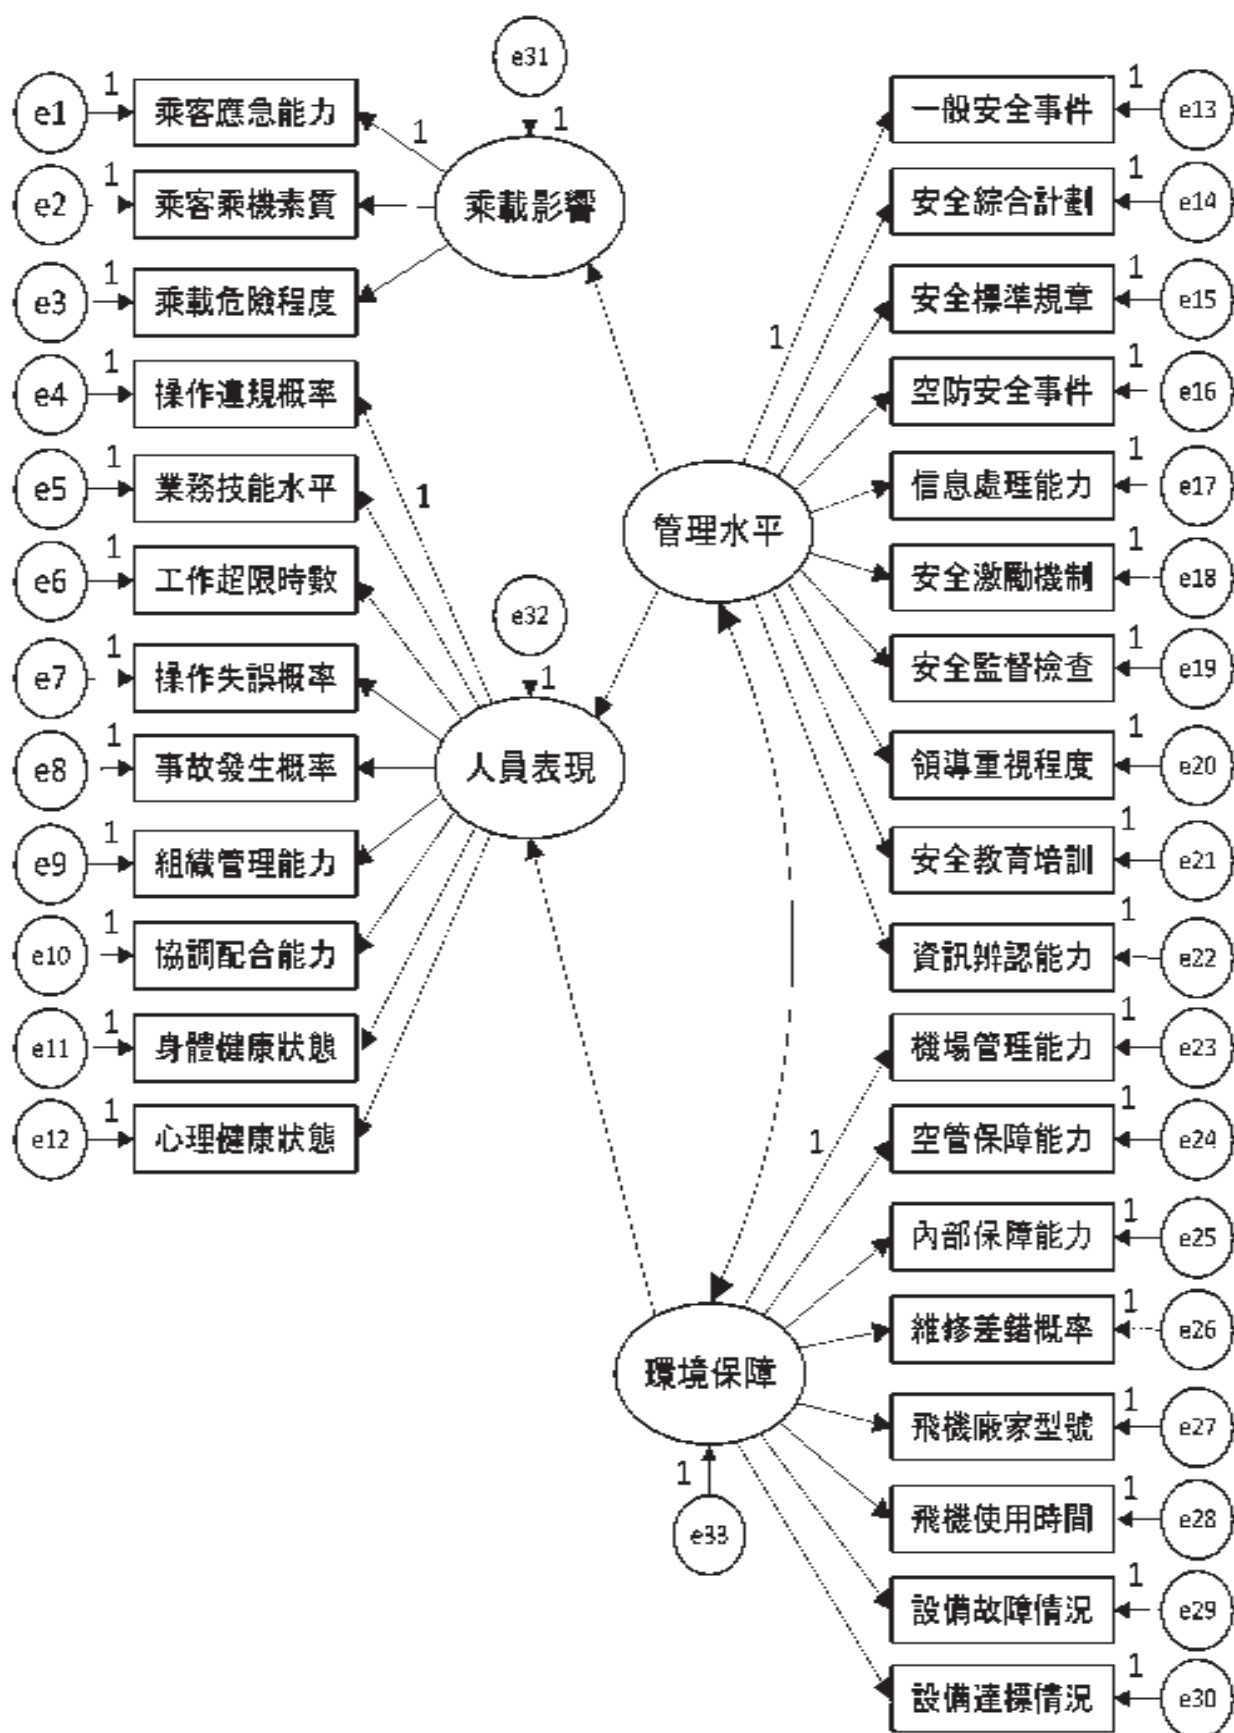 e31
e1 1 乘客應急能力 1 1
e2 1 乘客乘機素質 乘載影響
e3 1 乘載危險程度
e4 1 操作違規概率
e5 1 業務技能水平 1
e6 1 工作超限時數
e32
e7 1 操作失誤概率 1
e8 1 事故發生概率 人員表現
e9 1 組織管理能力
e10 1 協調配合能力
e11 1 身體健康狀態
e12 1 心理健康狀態
一般安全事件 1 e13
安全綜合計劃 1 e14
安全標準規章 1 e15
1
空防安全事件 1 e16
信息處理能力 1 e17
管理水平
安全激勵機制 1 e18
安全監督檢查 1 e19
領導重視程度 1 e20
安全教育培訓 1 e21
資訊辨認能力 1 e22
機場管理能力 1 e23
1 空管保障能力 1 e24
內部保障能力 1 e25
維修差錯概率 1 e26
環境保障
飛機廠家型號 1 e27
1
飛機使用時間 1 e28
e33
設備故障情況 1 e29
設備達標情況 1 e30